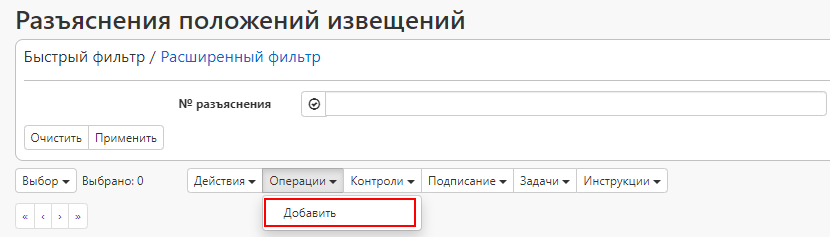 Разъяснения положений извещений
Быстрый фильтр / Расширенный фильтр
№ разъяснения
Очистить Применить
Выбор Выбрано: 0 Действия Операции Контроли Подписание Задачи Инструкции
Добавить
« ‹ › »